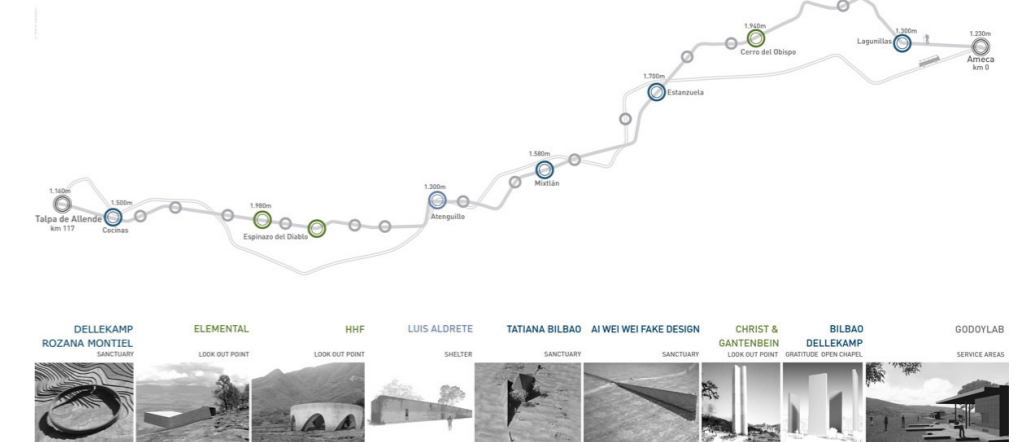 1.940m
Cerro del Obispo
Lagunillas
1.300m
1.230m
Ameca
km 0
1.700m
Estanzuela
1.580m
Mixtlán
1.300m
Atenguillo
1.160m
Talpa de Allende
km 117
1.500m
Cocinas
1.980m
Espinazo del Diablo
DELLEKAMP
ROZANA MONTIEL
SANCTUARY
ELEMENTAL
LOOK OUT POINT
HHF
LOOK OUT POINT
LUIS ALDRETE
SHELTER
TATIANA BILBAO
SANCTUARY
AI WEI WEI FAKE DESIGN
SANCTUARY
CHRIST &
GANTENBEIN
LOOK OUT POINT
BILBAO
DELLEKAMP
GRATITUDE OPEN CHAPEL
GODOYLAB
SERVICE AREAS